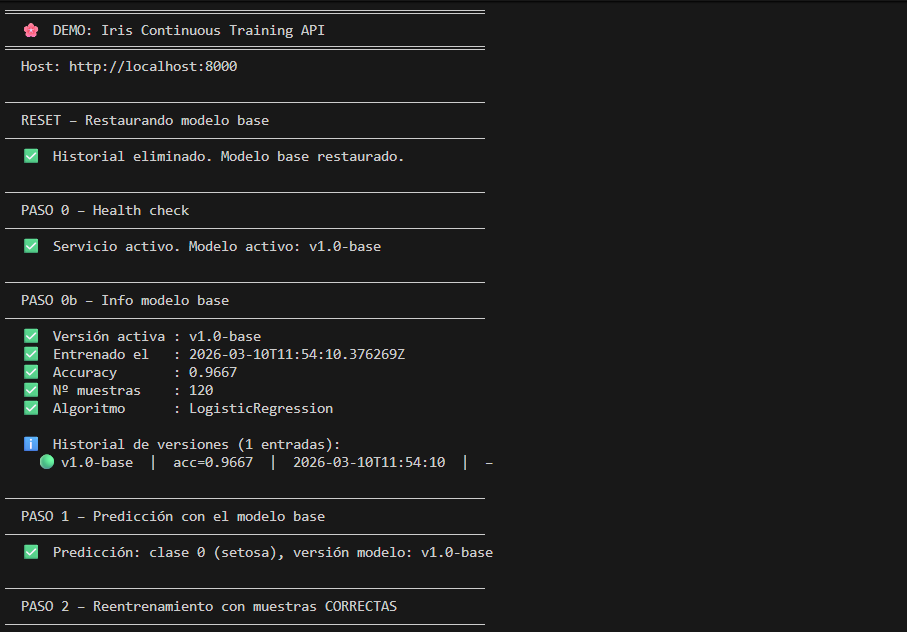 🌸 DEMO: Iris Continuous Training API
Host: http://localhost:8000
RESET – Restaurando modelo base
✅ Historial eliminado. Modelo base restaurado.
PASO 0 – Health check
✅ Servicio activo. Modelo activo: v1.0-base
PASO 0b – Info modelo base
✅ Versión activa : v1.0-base
✅ Entrenado el : 2026-03-10T11:54:10.376269Z
✅ Accuracy : 0.9667
✅ Nº muestras : 120
✅ Algoritmo : LogisticRegression
ℹ️ Historial de versiones (1 entradas):
🟢 v1.0-base | acc=0.9667 | 2026-03-10T11:54:10 | –
PASO 1 – Predicción con el modelo base
✅ Predicción: clase 0 (setosa), versión modelo: v1.0-base
PASO 2 – Reentrenamiento con muestras CORRECTAS